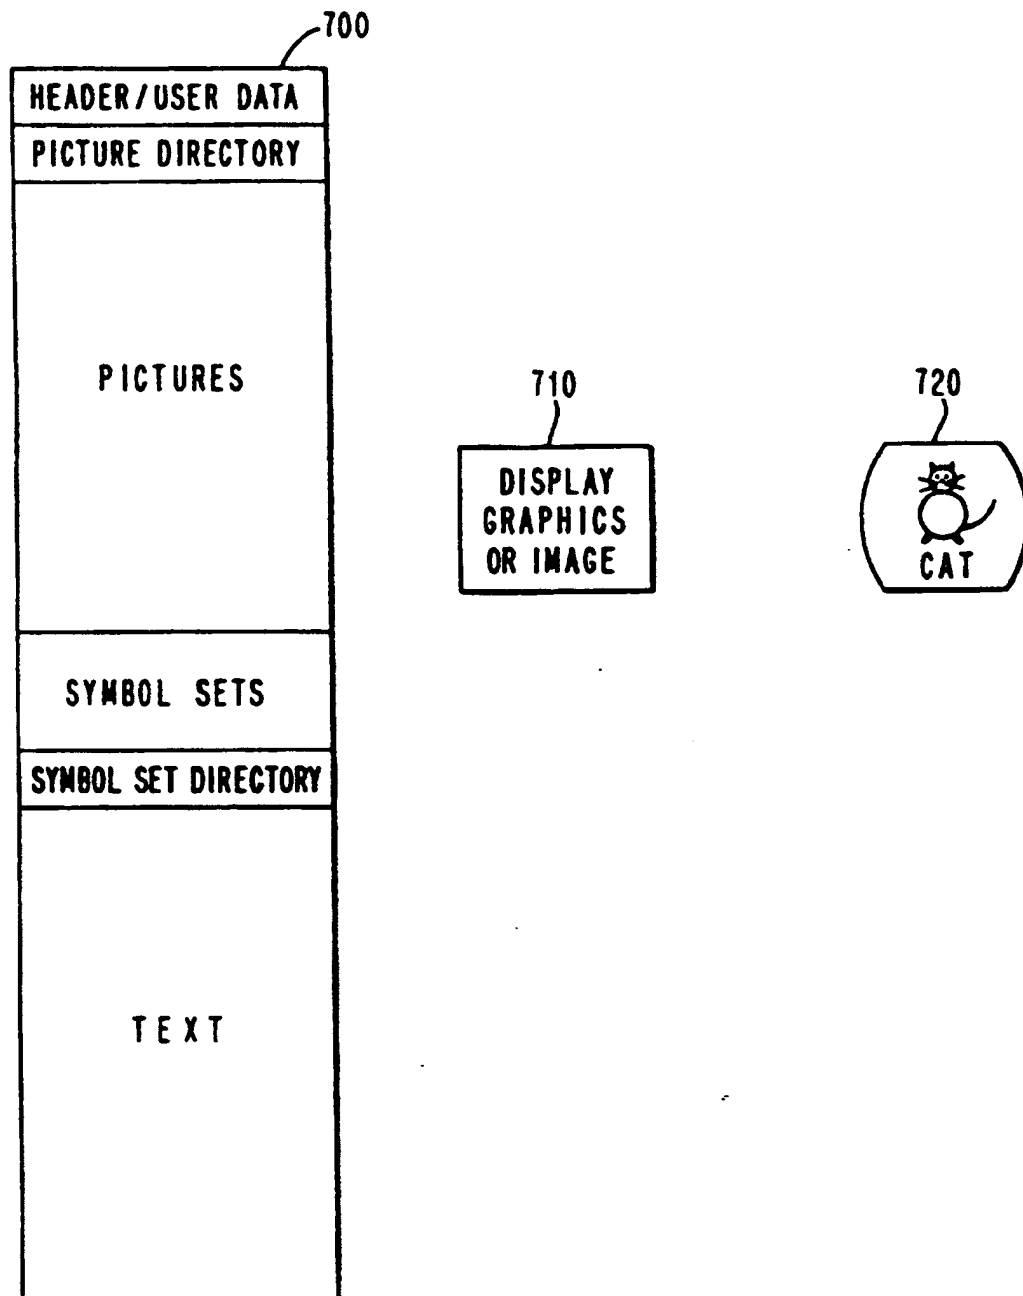 700
HEADER/USER DATA
PICTURE DIRECTORY
PICTURES
710
DISPLAY
GRAPHICS
OR IMAGE
720
CAT
SYMBOL SETS
SYMBOL SET DIRECTORY
TEXT